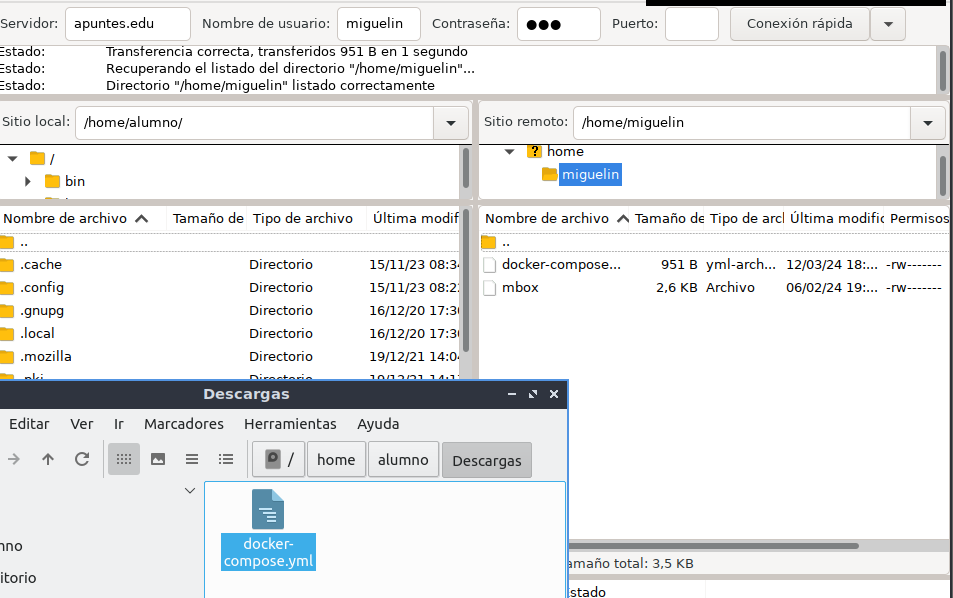 Servidor: apuntes.edu Nombre de usuario: miguelin Contraseña: ●●● Puerto: Conexión rápida
Estado: Transferencia correcta, transferidos 951 B en 1 segundo
Estado: Recuperando el listado del directorio "/home/miguelin"...
Estado: Directorio "/home/miguelin" listado correctamente
Sitio local: /home/alumno/
/
bin
Sitio remoto: /home/miguelin
? home
miguelin
Nombre de archivo Tamaño de Tipo de archivo Última modif
..
.cache Directorio 15/11/23 08:34
.config Directorio 15/11/23 08:2
.gnupg Directorio 16/12/20 17:30
.local Directorio 16/12/20 17:30
.mozilla Directorio 19/12/21 14:04
.pki Directorio 19/12/21 14:1
Nombre de archivo Tamaño de Tipo de arcl Última modific Permisos
..
docker-compose... 951 B yml-arch... 12/03/24 18:... -rw-------
mbox 2,6 KB Archivo 06/02/24 19:... -rw-------
Descargas
Editar Ver Ir Marcadores Herramientas Ayuda
/ home alumno Descargas
docker-
compose.yml
nno
itorio
amaño total: 3,5 KB
stado